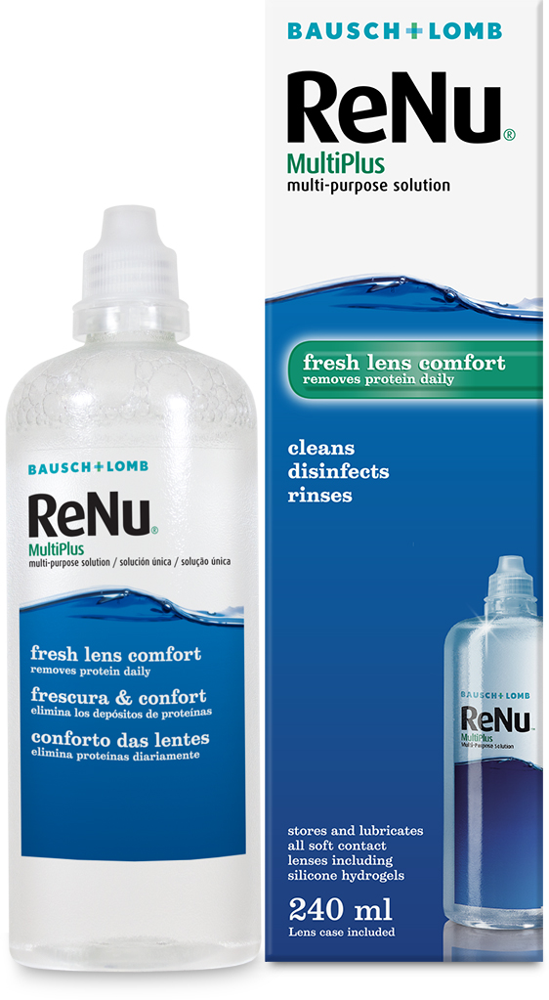 BAUSCH+LOMB
ReNu®
MultiPlus
multi-purpose solution
fresh lens comfort
removes protein daily
cleans
disinfects
rinses
BAUSCH+LOMB
ReNu
MultiPlus
Multi-Purpose Solution
stores and lubricates
all soft contact
lenses including
silicone hydrogels
240 ml
Lens case included
BAUSCH+LOMB
ReNu®
MultiPlus
multi-purpose solution / solución única / solução única
fresh lens comfort
removes protein daily
frescura & confort
elimina los depósitos de proteínas
conforto das lentes
elimina proteínas diariamente